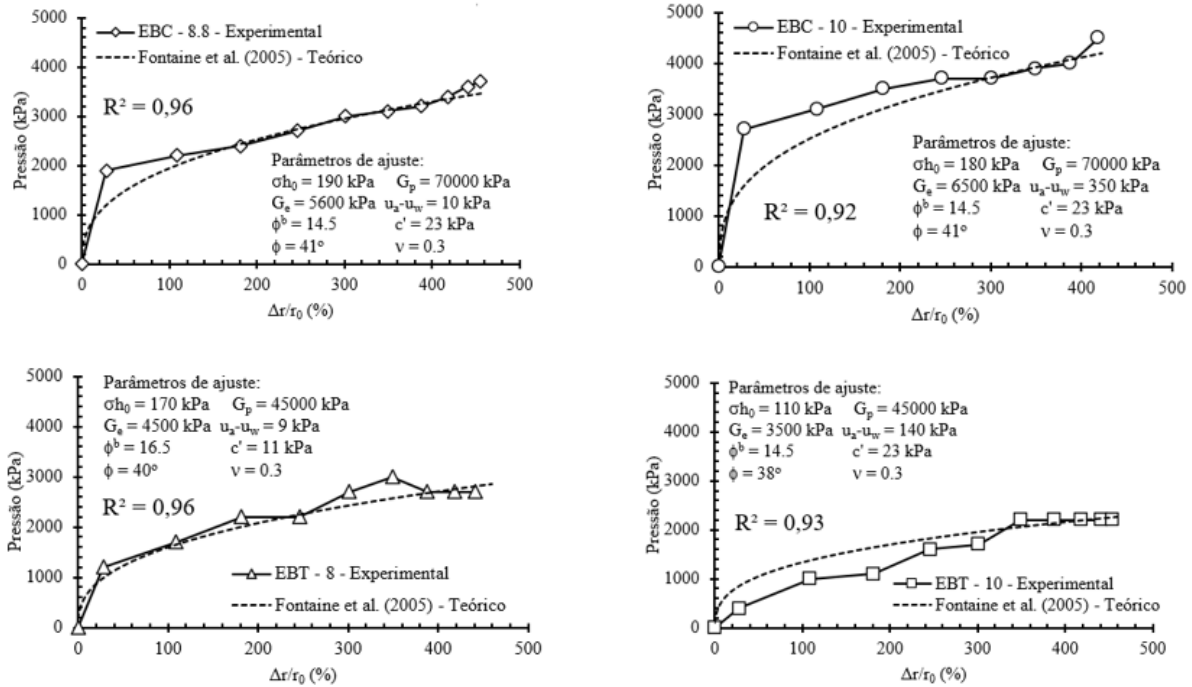 5000
4000
3000
2000
1000
0
Pressão (kPa)
EBC - 8.8 - Experimental
Fontaine et al. (2005) - Teórico
R² = 0,96
Parâmetros de ajuste:
σh₀ = 190 kPa Gₚ = 70000 kPa
Gₑ = 5600 kPa uₐ-u_w = 10 kPa
ϕᵇ = 14.5 c' = 23 kPa
ϕ = 41° ν = 0.3
0 100 200 300 400 500
Δr/r₀ (%)
5000
4000
3000
2000
1000
0
Pressão (kPa)
EBC - 10 - Experimental
Fontaine et al. (2005) - Teórico
Parâmetros de ajuste:
σh₀ = 180 kPa Gₚ = 70000 kPa
Gₑ = 6500 kPa uₐ-u_w = 350 kPa
ϕᵇ = 14.5 c' = 23 kPa
ϕ = 41° ν = 0.3
R² = 0,92
0 100 200 300 400 500
Δr/r₀ (%)
5000
4000
3000
2000
1000
0
Pressão (kPa)
Parâmetros de ajuste:
σh₀ = 170 kPa Gₚ = 45000 kPa
Gₑ = 4500 kPa uₐ-u_w = 9 kPa
ϕᵇ = 16.5 c' = 11 kPa
ϕ = 40° ν = 0.3
R² = 0,96
EBT - 8 - Experimental
Fontaine et al. (2005) - Teórico
0 100 200 300 400 500
Δr/r₀ (%)
5000
4000
3000
2000
1000
0
Pressão (kPa)
Parâmetros de ajuste:
σh₀ = 110 kPa Gₚ = 45000 kPa
Gₑ = 3500 kPa uₐ-u_w = 140 kPa
ϕᵇ = 14.5 c' = 23 kPa
ϕ = 38° ν = 0.3
R² = 0,93
EBT - 10 - Experimental
Fontaine et al. (2005) - Teórico
0 100 200 300 400 500
Δr/r₀ (%)